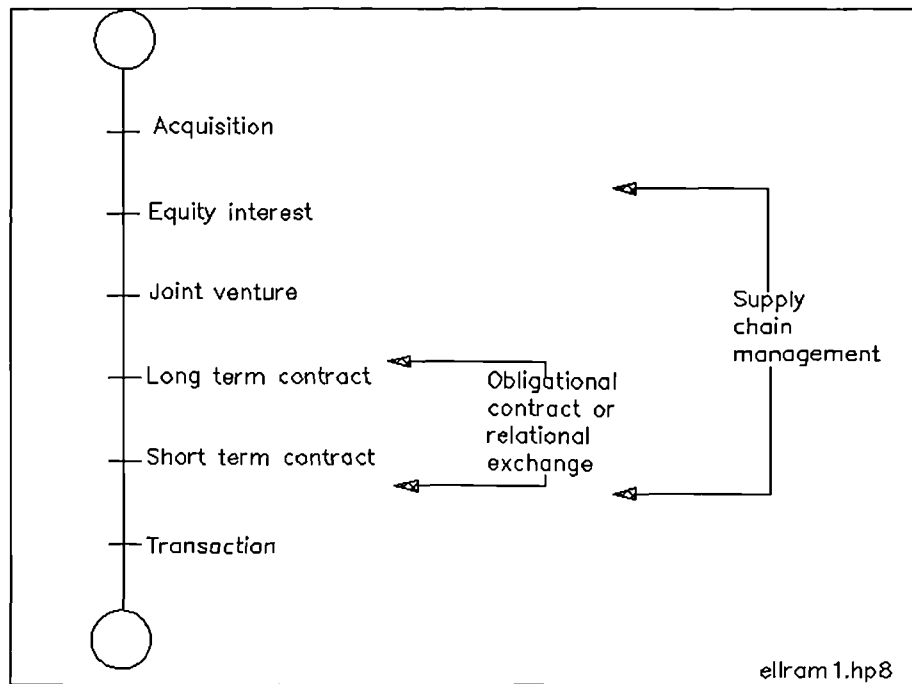 Acquisition
Equity interest
Joint venture
Long term contract
Short term contract
Transaction
Obligational
contract or
relational
exchange
Supply
chain
management
ellram1.hp8